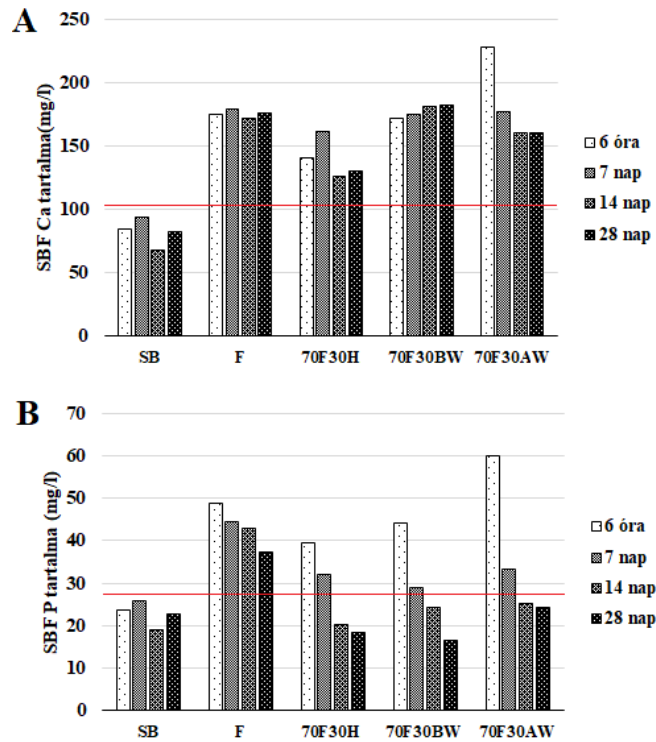 A
SBF Ca tartalma(mg/l)
250
200
150
100
50
0
SB F 70F30H 70F30BW 70F30AW
6 óra
7 nap
14 nap
28 nap
B
SBF P tartalma (mg/l)
70
60
50
40
30
20
10
0
SB F 70F30H 70F30BW 70F30AW
6 óra
7 nap
14 nap
28 nap